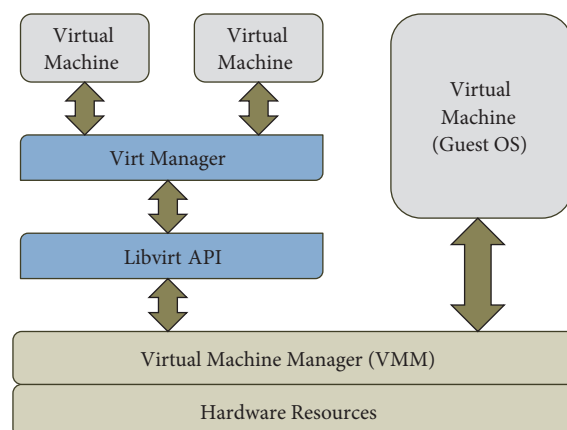 Virtual
Machine
Virtual
Machine
Virtual
Machine
(Guest OS)
Virt Manager
Libvirt API
Virtual Machine Manager (VMM)
Hardware Resources